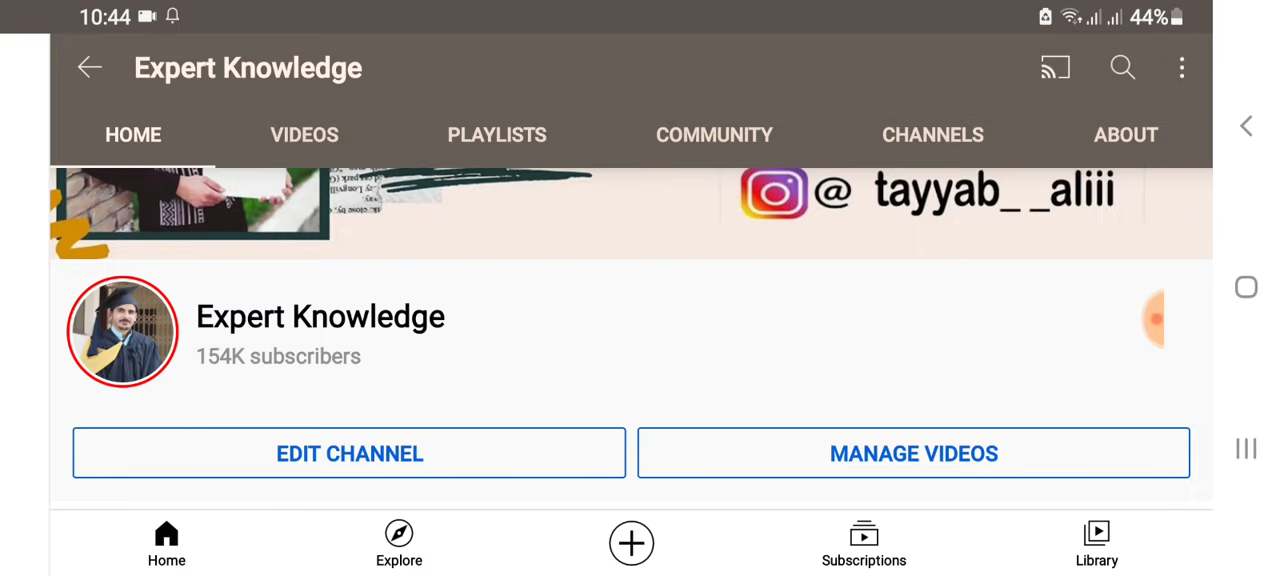 10:44 44%
Expert Knowledge
HOME VIDEOS PLAYLISTS COMMUNITY CHANNELS ABOUT
@ tayyab_ _aliii
Expert Knowledge
154K subscribers
EDIT CHANNEL MANAGE VIDEOS
Home Explore Subscriptions Library